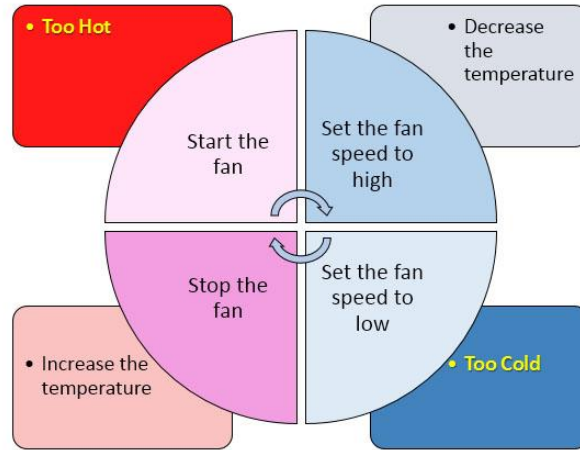 • Too Hot
• Decrease
the
temperature
Start the
fan
Set the fan
speed to
high
Stop the
fan
Set the fan
speed to
low
• Increase the
temperature
• Too Cold